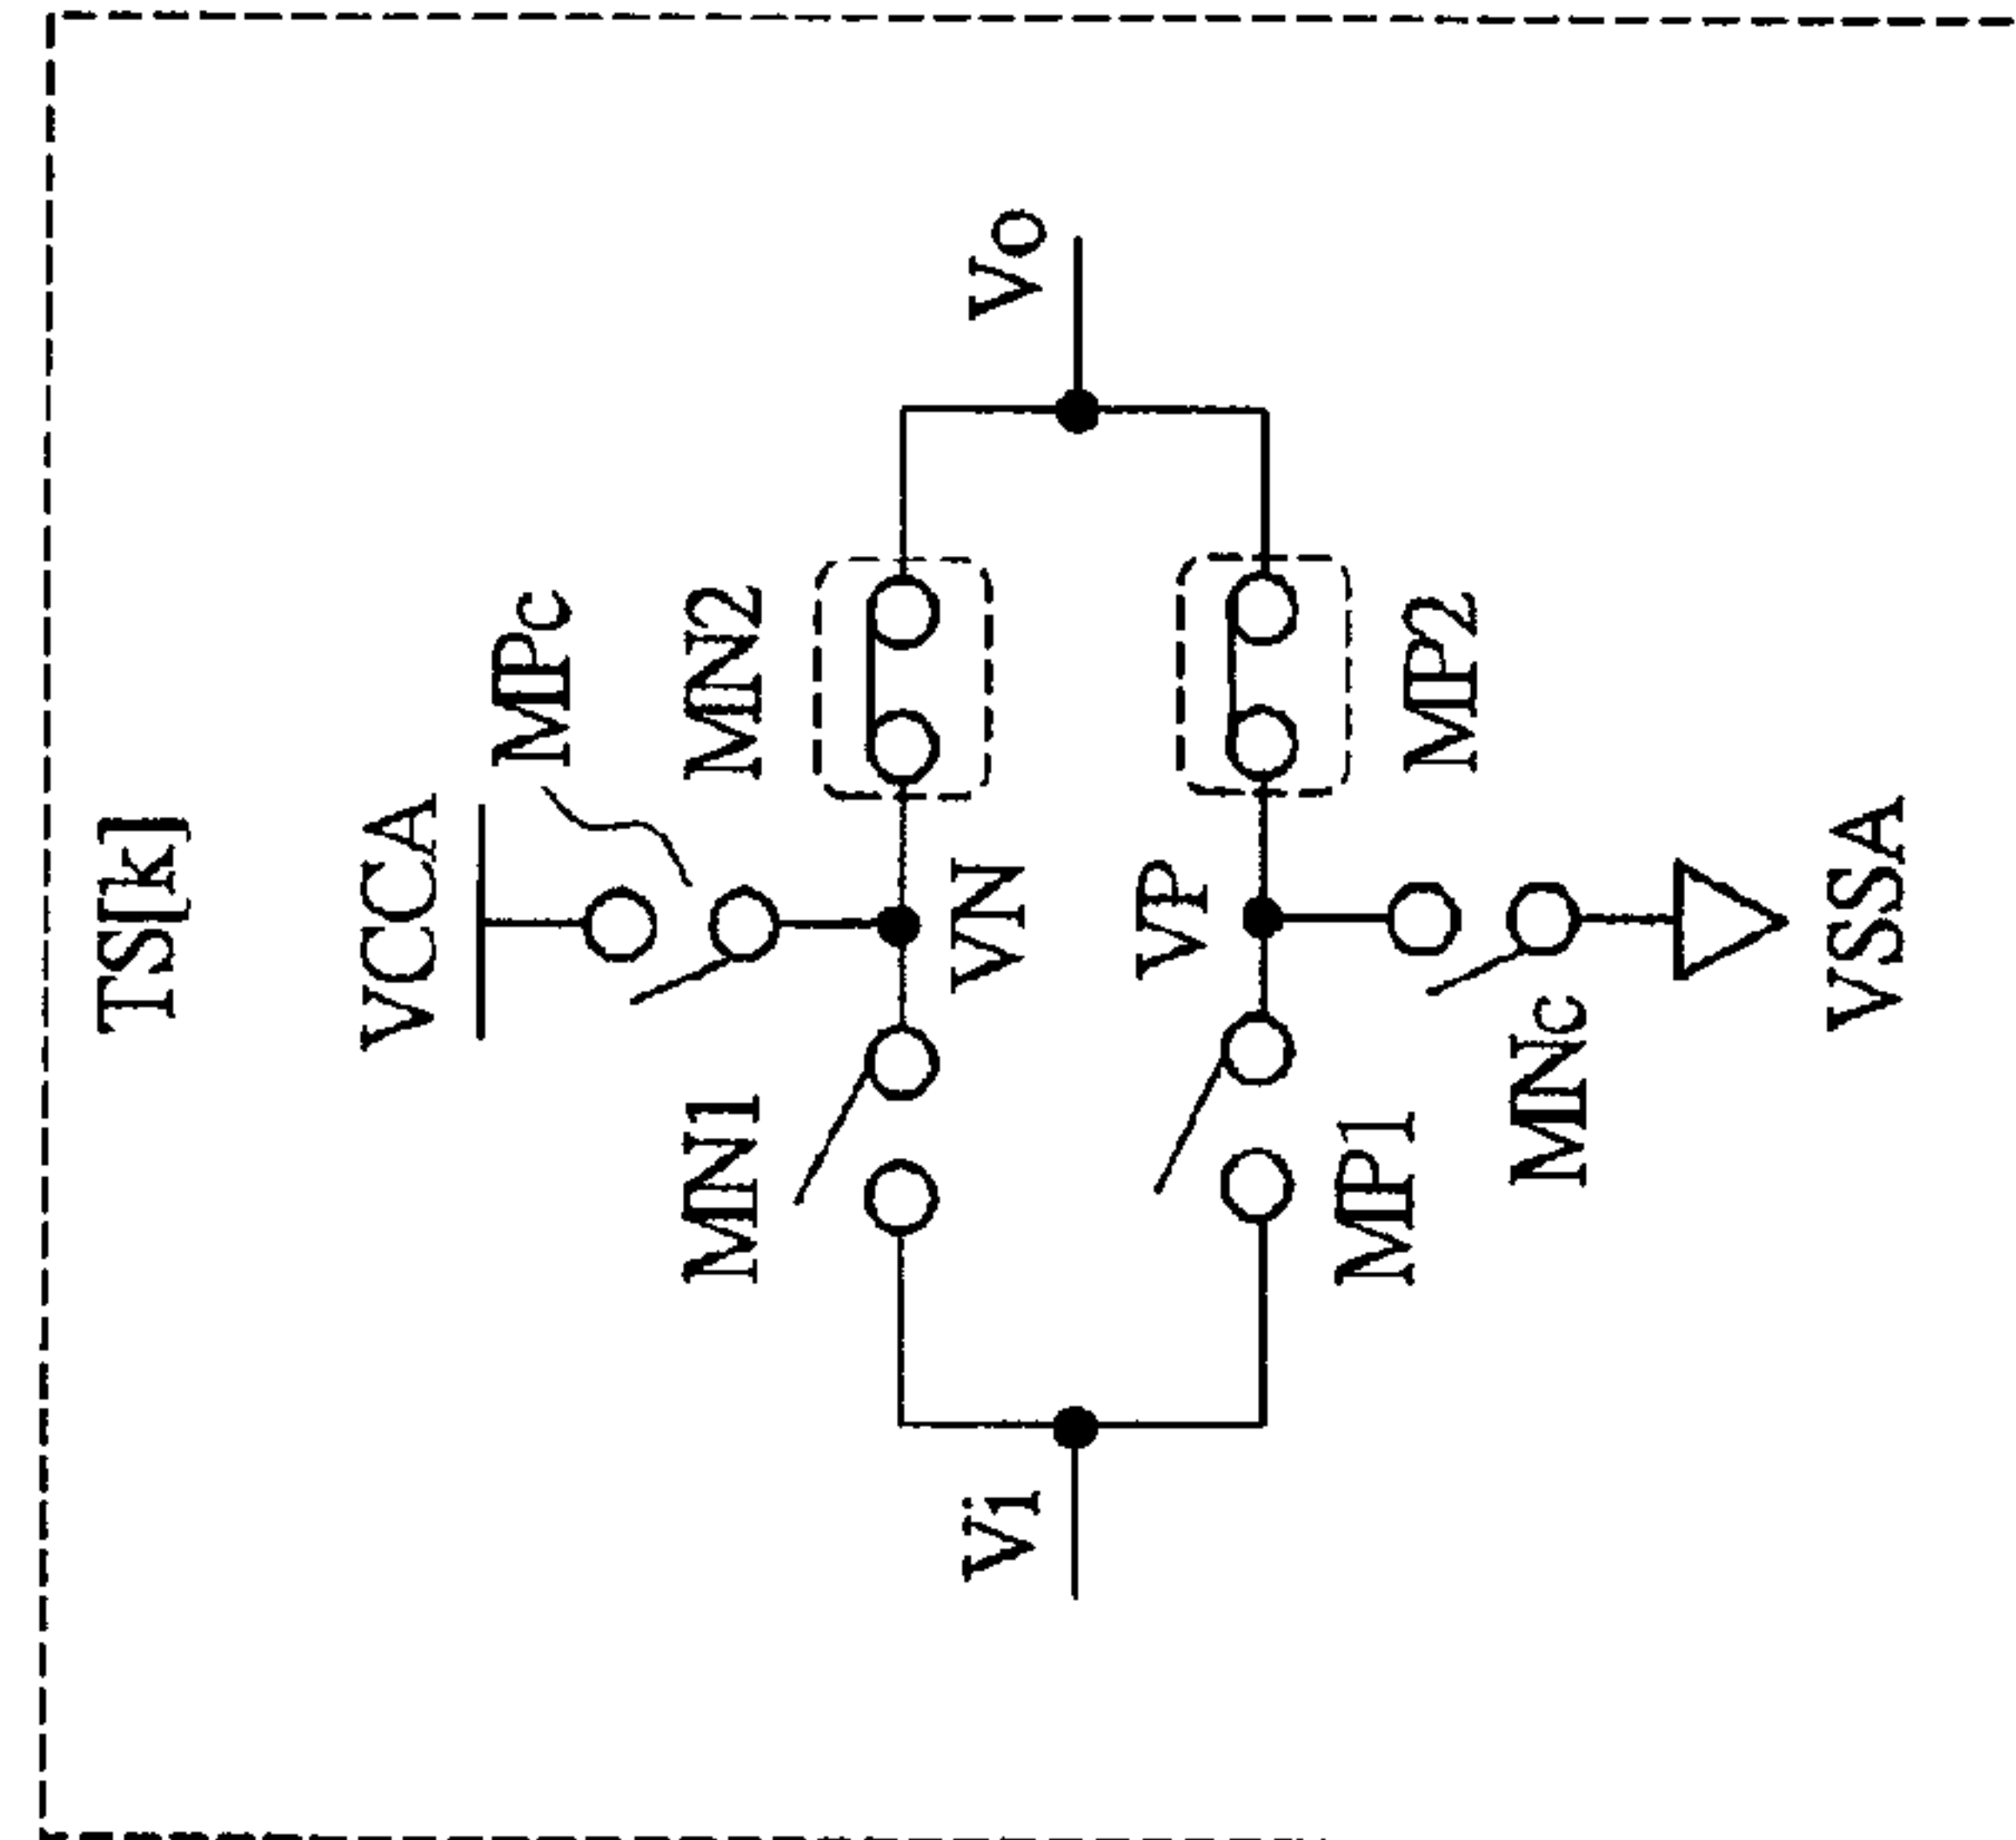 TS[k]
VCCA
MPc
MN1
MN2
Vi
VN
Vo
VP
MP1
MP2
MNc
VSSA